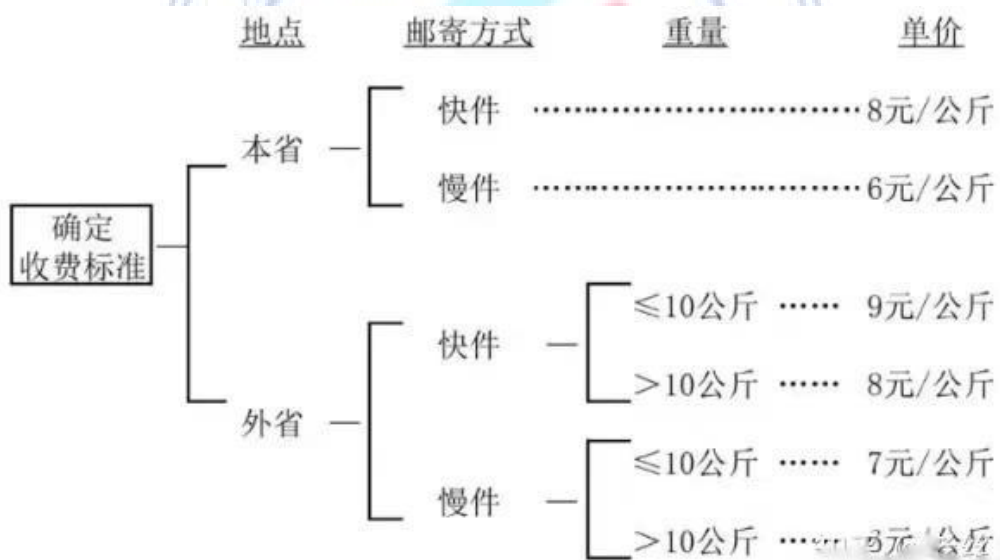 地点 邮寄方式 重量 单价
快件 ……………………………… 8元/公斤
本省
慢件 ……………………………… 6元/公斤
确定
收费标准
≤10公斤 …… 9元/公斤
快件
>10公斤 …… 8元/公斤
外省
≤10公斤 …… 7元/公斤
慢件
>10公斤 …… 元/公斤